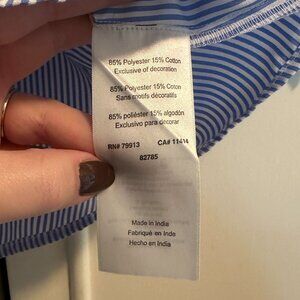 85% Polyester 15% Cotton
Exclusive of decoration
85% Polyester 15% Coton
Sans motifs décoratifs
85% poliéster 15% algodón
Exclusivo para decorar
RN# 79913 CA# 11414
82785
Made in India
Fabriqué en Inde
Hecho en India